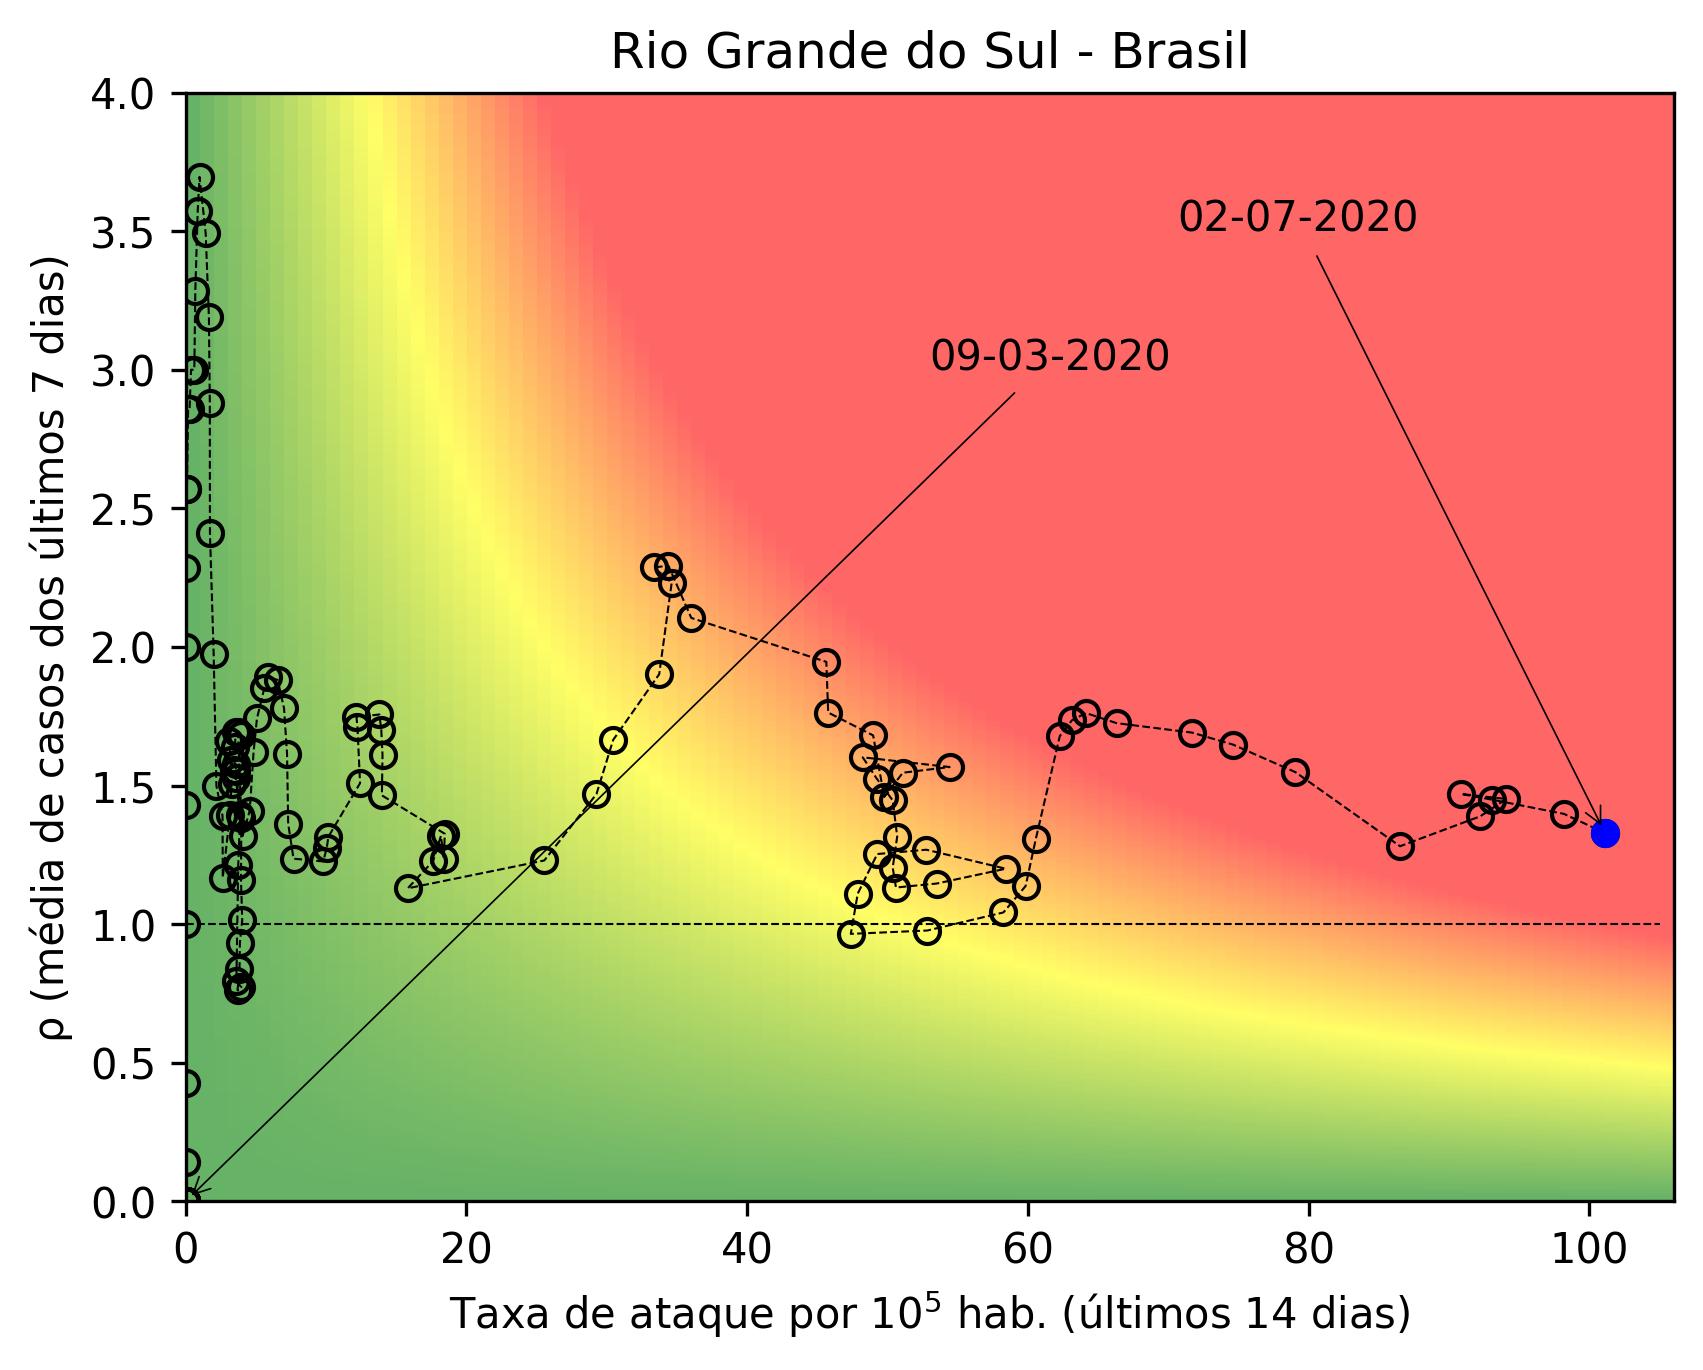 Rio Grande do Sul - Brasil
4.0
3.5
3.0
2.5
2.0
1.5
1.0
0.5
0.0
ρ (média de casos dos últimos 7 dias)
02-07-2020
09-03-2020
0 20 40 60 80 100
Taxa de ataque por 10⁵ hab. (últimos 14 dias)